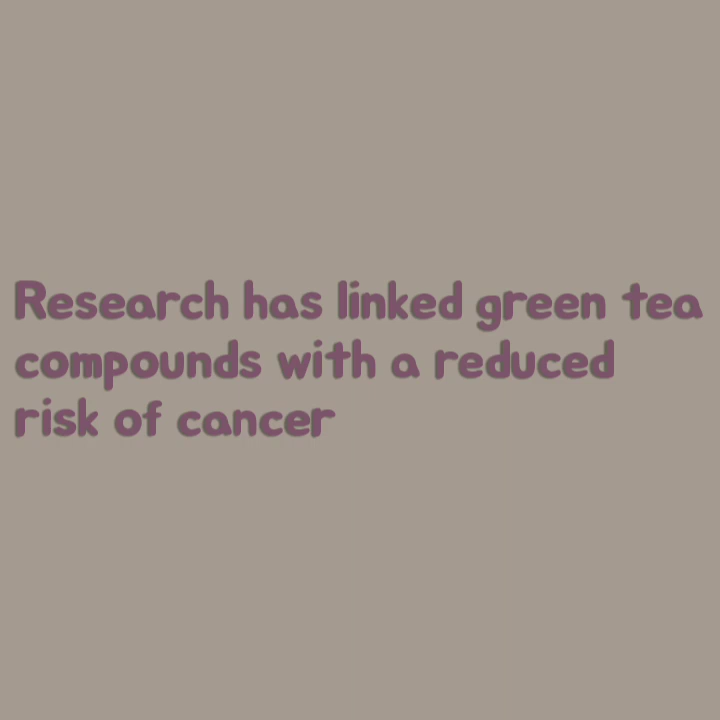 Research has linked green tea
compounds with a reduced
risk of cancer